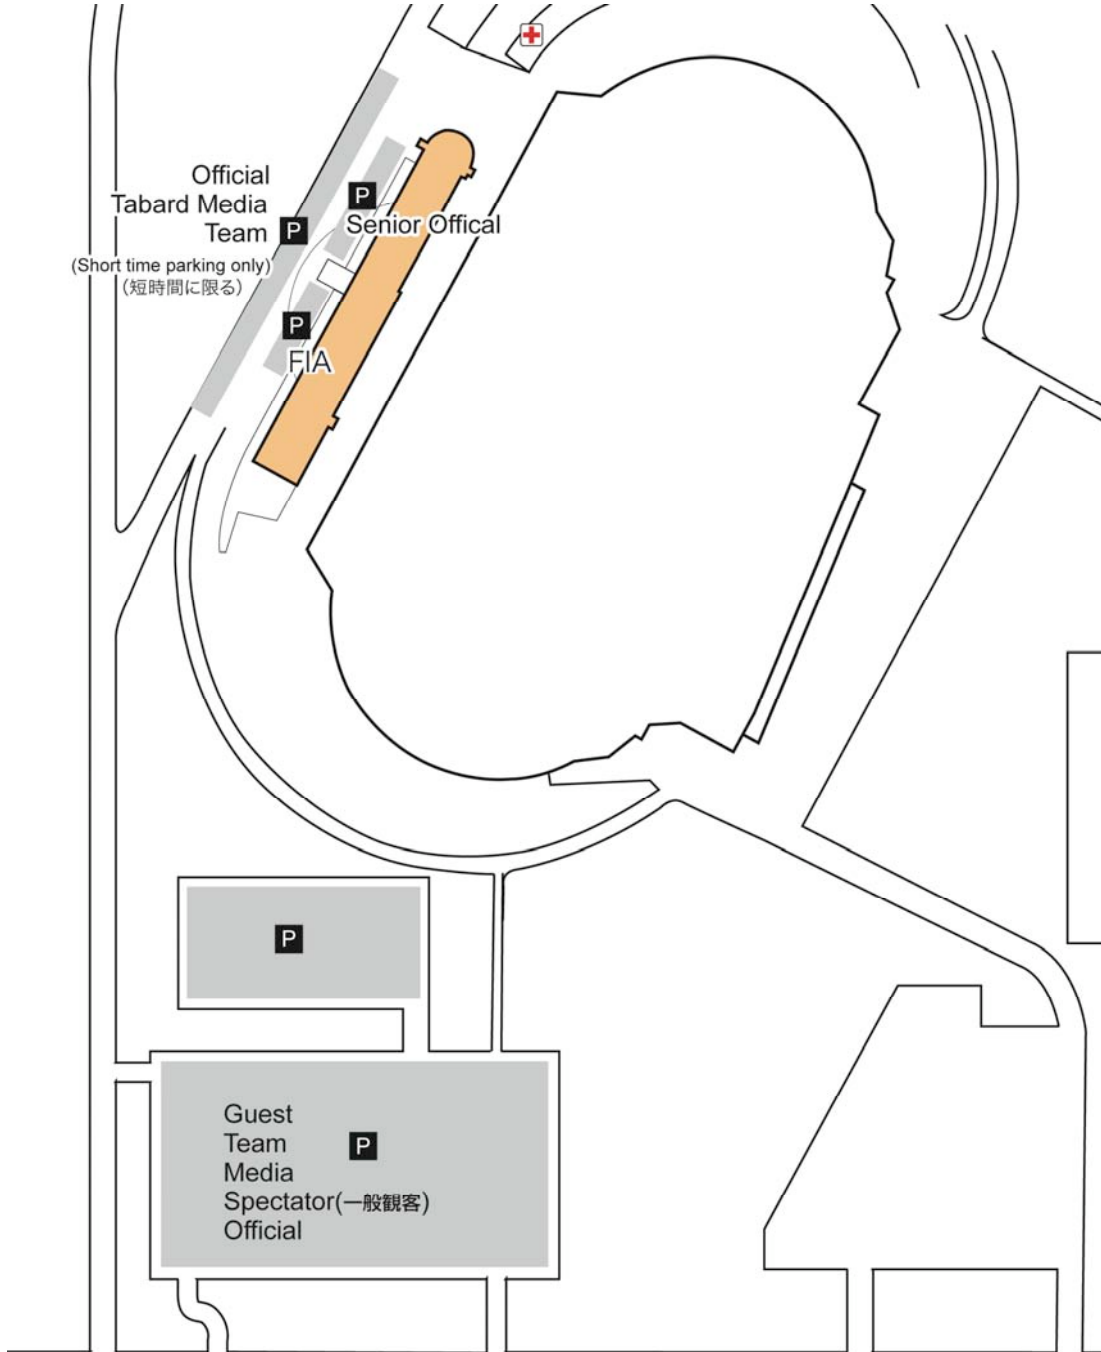 Official
Tabard Media
Team P
(Short time parking only)
（短時間に限る）
P
Senior Offical
P
FIA
P
Guest
Team
P
Media
Spectator(一般観客)
Official